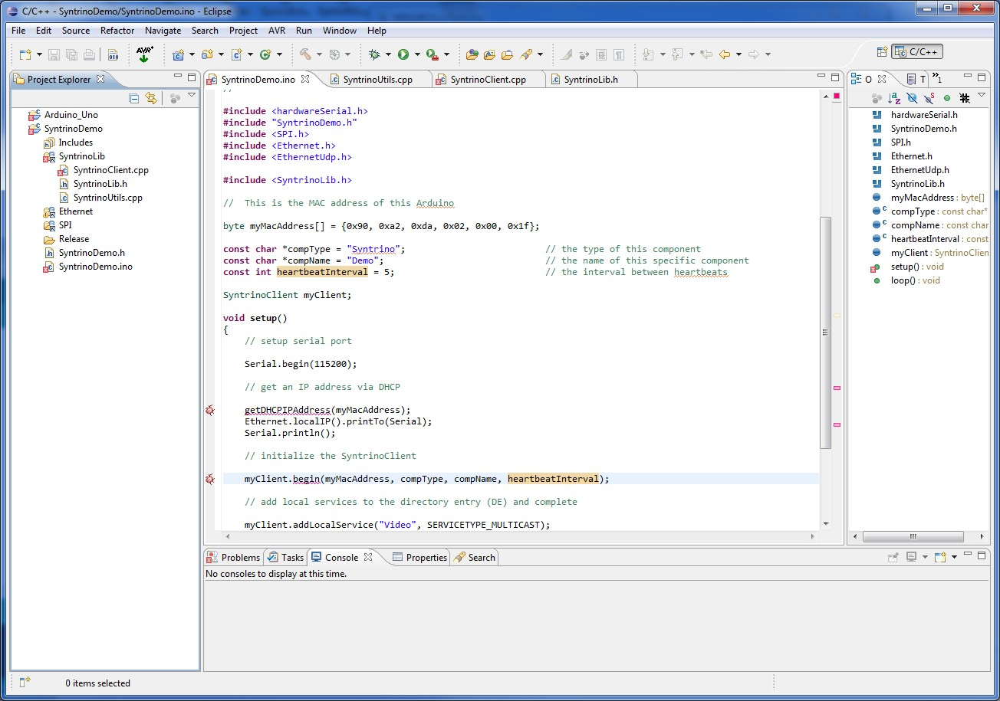 C/C++ - SyntrinoDemo/SyntrinoDemo.ino - Eclipse
File Edit Source Refactor Navigate Search Project AVR Run Window Help
010 AVR C/C++
Project Explorer
Arduino_Uno
SyntrinoDemo
Includes
SyntrinoLib
SyntrinoClient.cpp
SyntrinoLib.h
SyntrinoUtils.cpp
Ethernet
SPI
Release
SyntrinoDemo.h
SyntrinoDemo.ino
SyntrinoDemo.ino SyntrinoUtils.cpp SyntrinoClient.cpp SyntrinoLib.h
//
#include <hardwareSerial.h>
#include "SyntrinoDemo.h"
#include <SPI.h>
#include <Ethernet.h>
#include <EthernetUdp.h>
#include <SyntrinoLib.h>
// This is the MAC address of this Arduino
byte myMacAddress[] = {0x90, 0xa2, 0xda, 0x02, 0x00, 0x1f};
const char *compType = "Syntrino"; // the type of this component
const char *compName = "Demo"; // the name of this specific component
const int heartbeatInterval = 5; // the interval between heartbeats
SyntrinoClient myClient;
void setup()
{
// setup serial port
Serial.begin(115200);
// get an IP address via DHCP
getDHCPIPAddress(myMacAddress);
Ethernet.localIP().printTo(Serial);
Serial.println();
// initialize the SyntrinoClient
myClient.begin(myMacAddress, compType, compName, heartbeatInterval);
// add local services to the directory entry (DE) and complete
myClient.addLocalService("Video", SERVICETYPE_MULTICAST);
O T »1
hardwareSerial.h
SyntrinoDemo.h
SPI.h
Ethernet.h
EthernetUdp.h
SyntrinoLib.h
myMacAddress : byte[]
compType : const char*
compName : const char
heartbeatInterval : const
myClient : SyntrinoClien
setup() : void
loop() : void
Problems Tasks Console Properties Search
No consoles to display at this time.
0 items selected